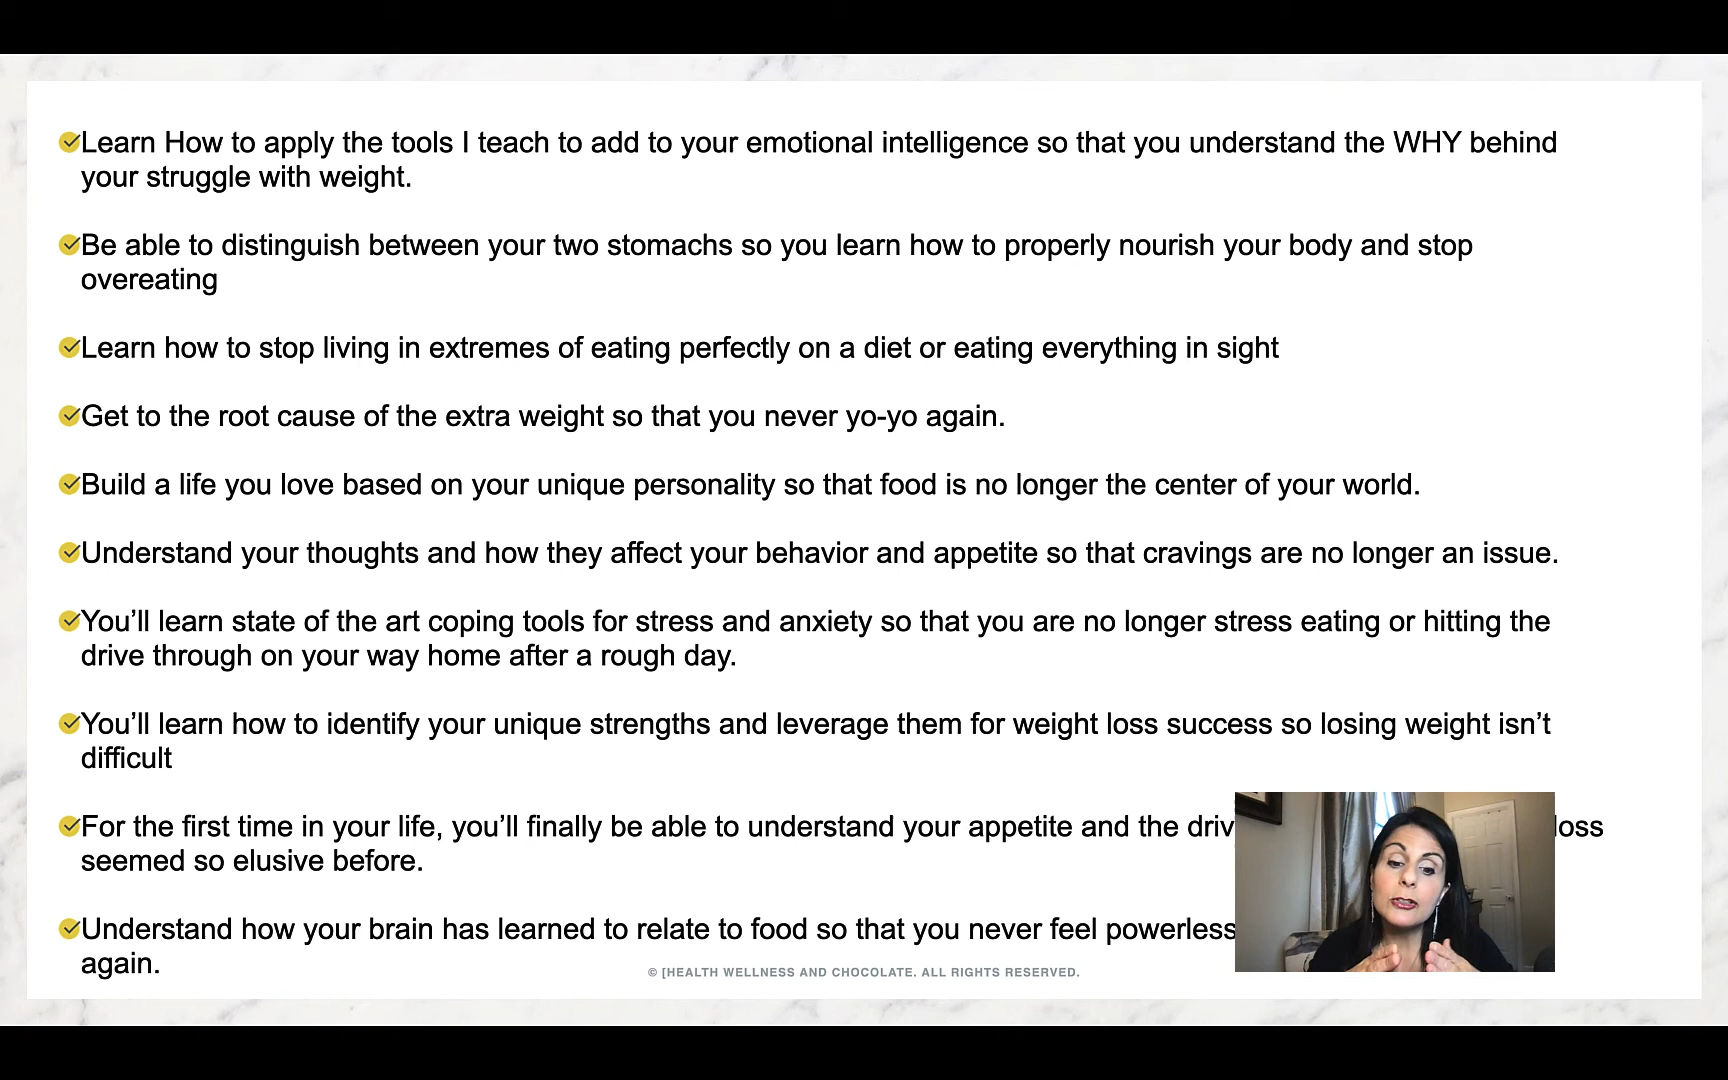 Learn How to apply the tools I teach to add to your emotional intelligence so that you understand the WHY behind
your struggle with weight.
Be able to distinguish between your two stomachs so you learn how to properly nourish your body and stop
overeating
Learn how to stop living in extremes of eating perfectly on a diet or eating everything in sight
Get to the root cause of the extra weight so that you never yo-yo again.
Build a life you love based on your unique personality so that food is no longer the center of your world.
Understand your thoughts and how they affect your behavior and appetite so that cravings are no longer an issue.
You’ll learn state of the art coping tools for stress and anxiety so that you are no longer stress eating or hitting the
drive through on your way home after a rough day.
You’ll learn how to identify your unique strengths and leverage them for weight loss success so losing weight isn’t
difficult
For the first time in your life, you’ll finally be able to understand your appetite and the loss
seemed so elusive before.
Understand how your brain has learned to relate to food so that you never feel powerless
again.
© [HEALTH WELLNESS AND CHOCOLATE. ALL RIGHTS RESERVED.